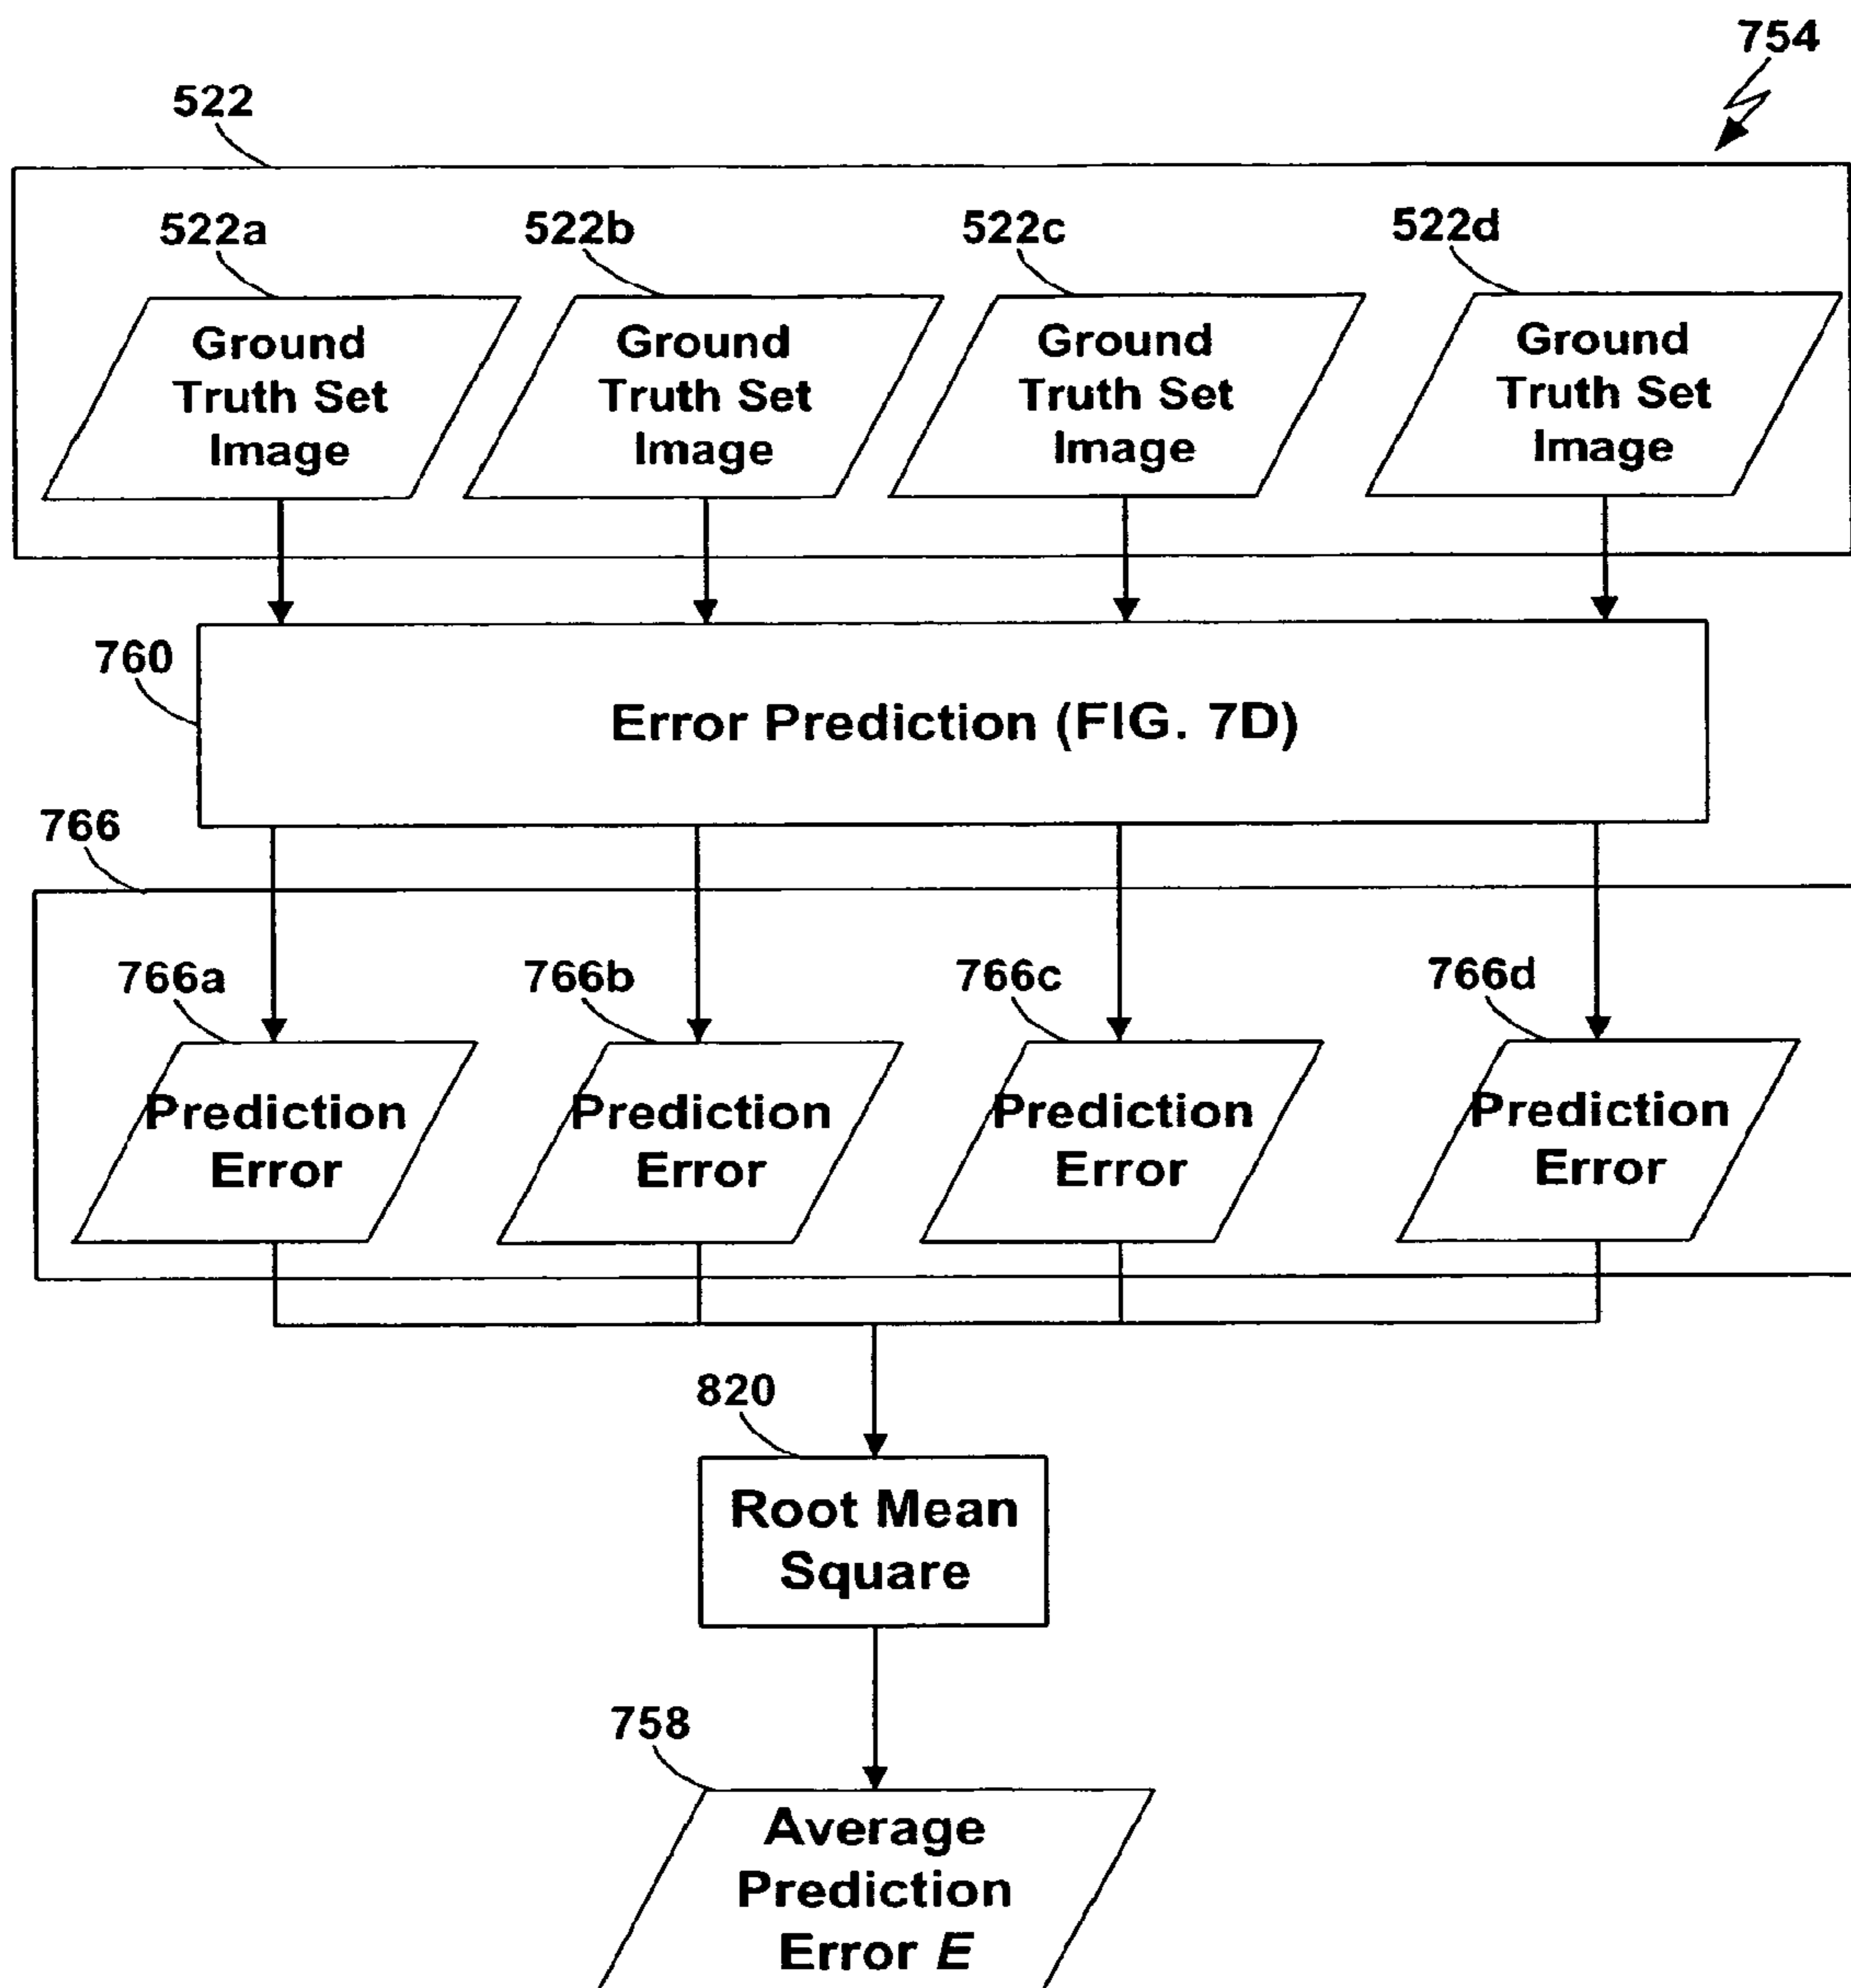 754
522
522a
522b
522c
522d
Ground
Truth Set
Image
Ground
Truth Set
Image
Ground
Truth Set
Image
Ground
Truth Set
Image
760
Error Prediction (FIG. 7D)
766
766a
766b
766c
766d
Prediction
Error
Prediction
Error
Prediction
Error
Prediction
Error
820
Root Mean
Square
758
Average
Prediction
Error E